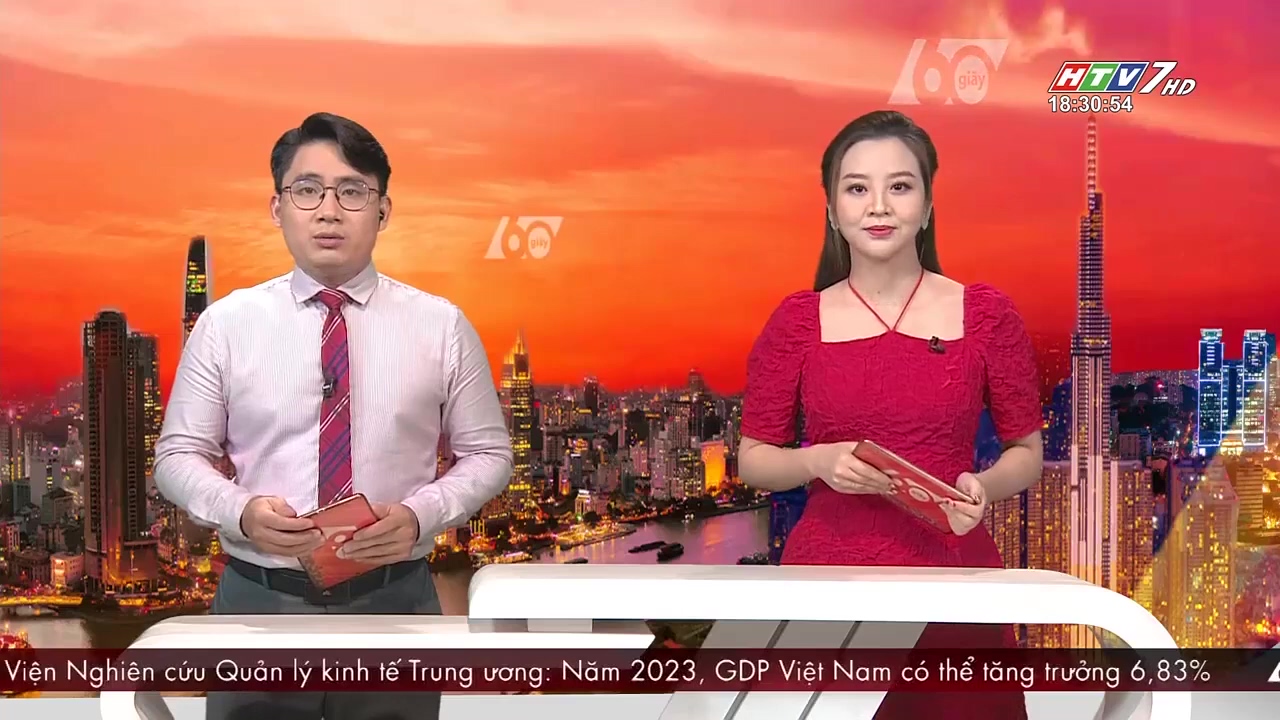 60 giây
HTV7 HD
18:30:54
60 giây
Viện Nghiên cứu Quản lý kinh tế Trung ương: Năm 2023, GDP Việt Nam có thể tăng trưởng 6,83%